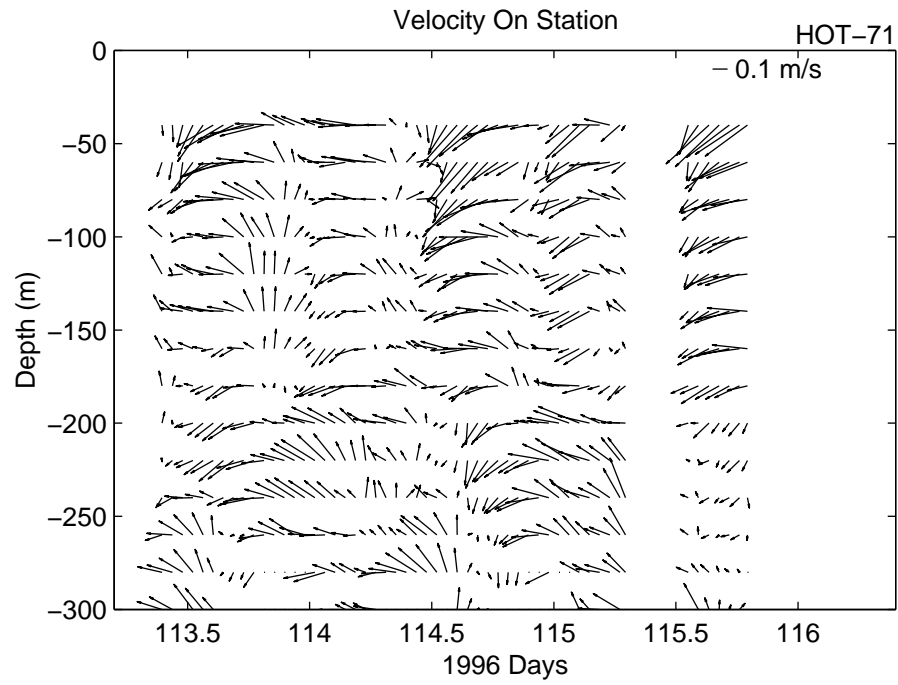 Velocity On Station
HOT−71
0.1 m/s
0
−50
−100
−150
−200
−250
−300
Depth (m)
113.5 114 114.5 115 115.5 116
1996 Days